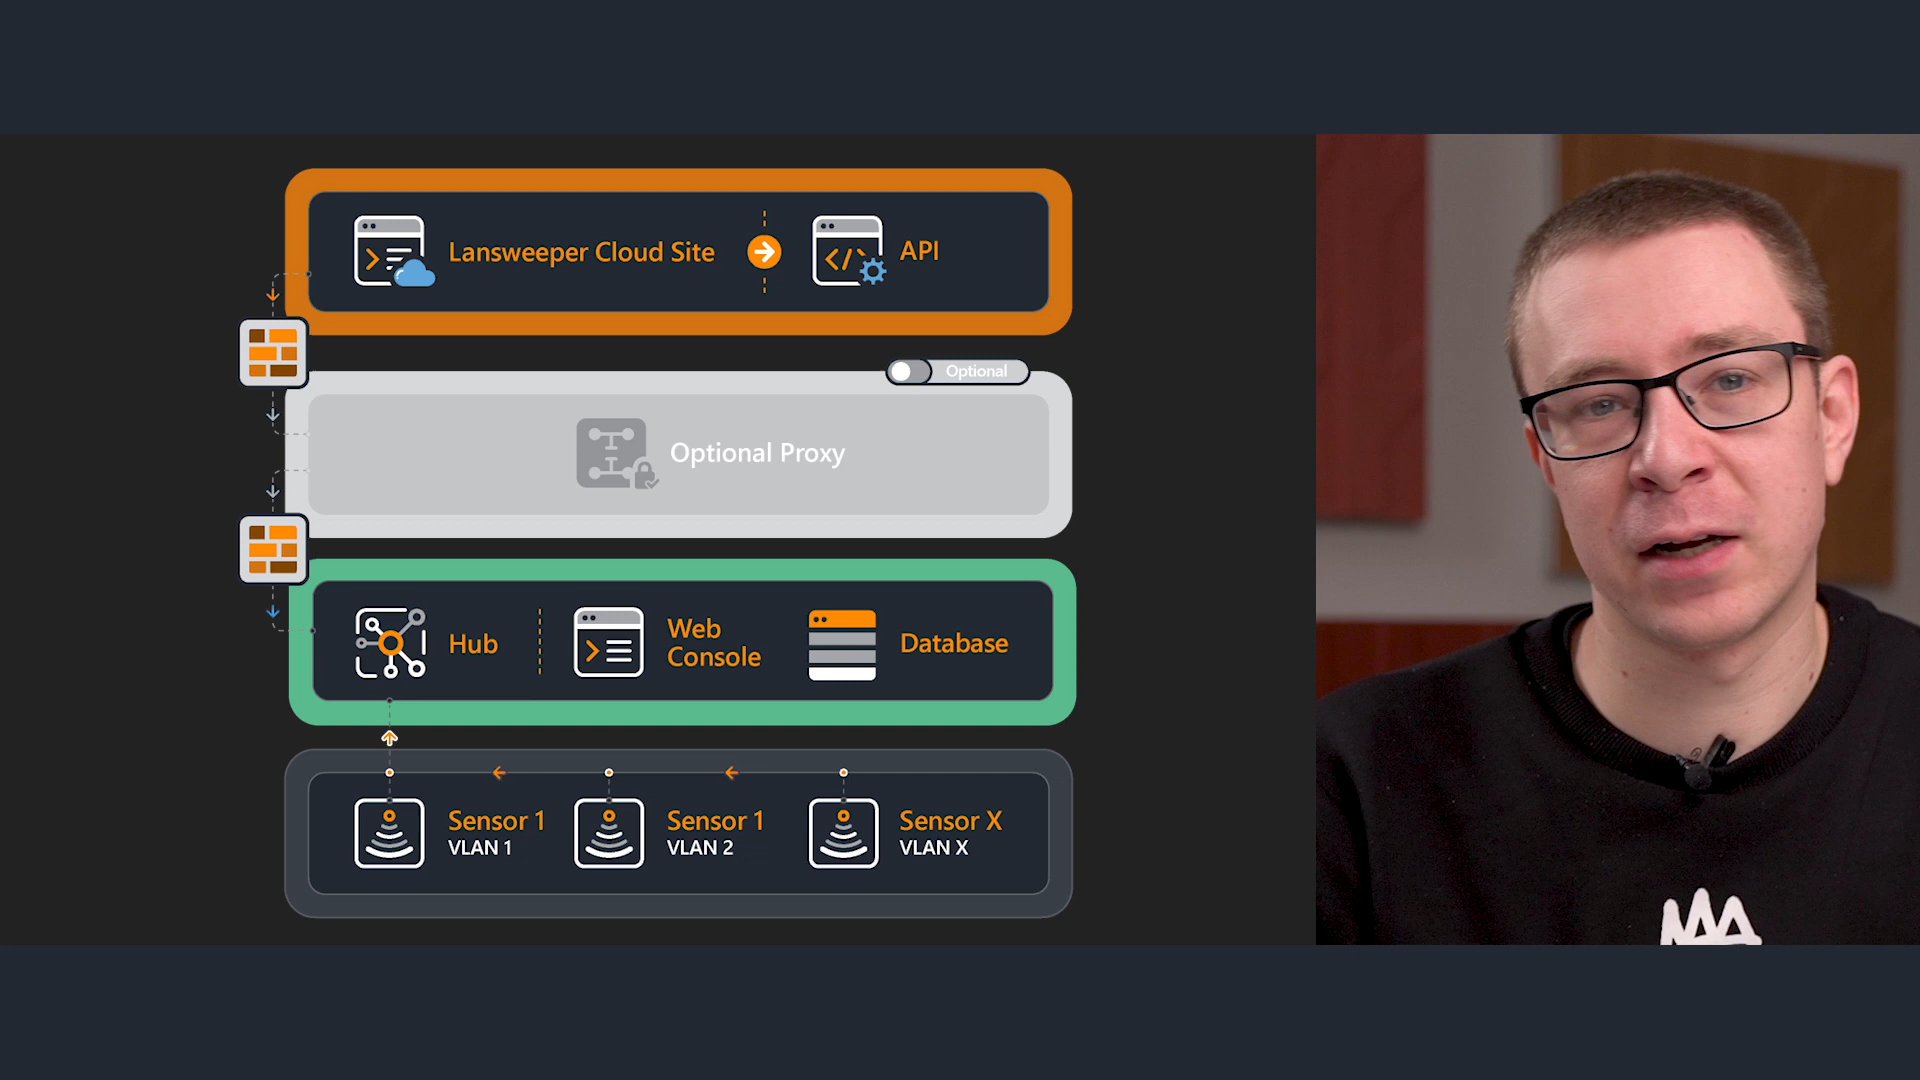 Lansweeper Cloud Site
API
Optional
Optional Proxy
Hub
Web
Console
Database
Sensor 1
VLAN 1
Sensor 1
VLAN 2
Sensor X
VLAN X